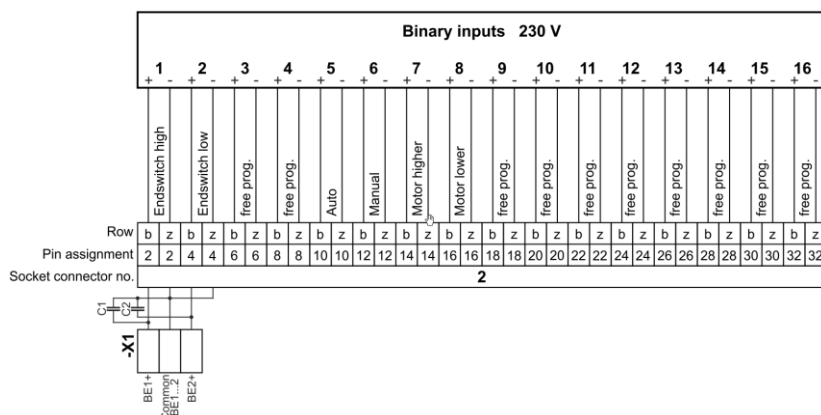 Binary inputs 230 V
1 2 3 4 5 6 7 8 9 10 11 12 13 14 15 16
+ - + - + - + - + - + - + - + - + - + - + - + - + - + - + - +
Endswitch high
Endswitch low
free prog.
free prog.
Auto
Manual
Motor higher
Motor lower
free prog.
free prog.
free prog.
free prog.
free prog.
free prog.
free prog.
free prog.
Row b z b z b z b z b z b z b z b z b z b z b z b z b z b z b z b z
Pin assignment 2 2 4 4 6 6 8 8 10 10 12 12 14 14 16 16 18 18 20 20 22 22 24 24 26 26 28 28 30 30 32 32
Socket connector no. 2
C1
C2
-X1
BE1+
Common
BE1...2
BE2+